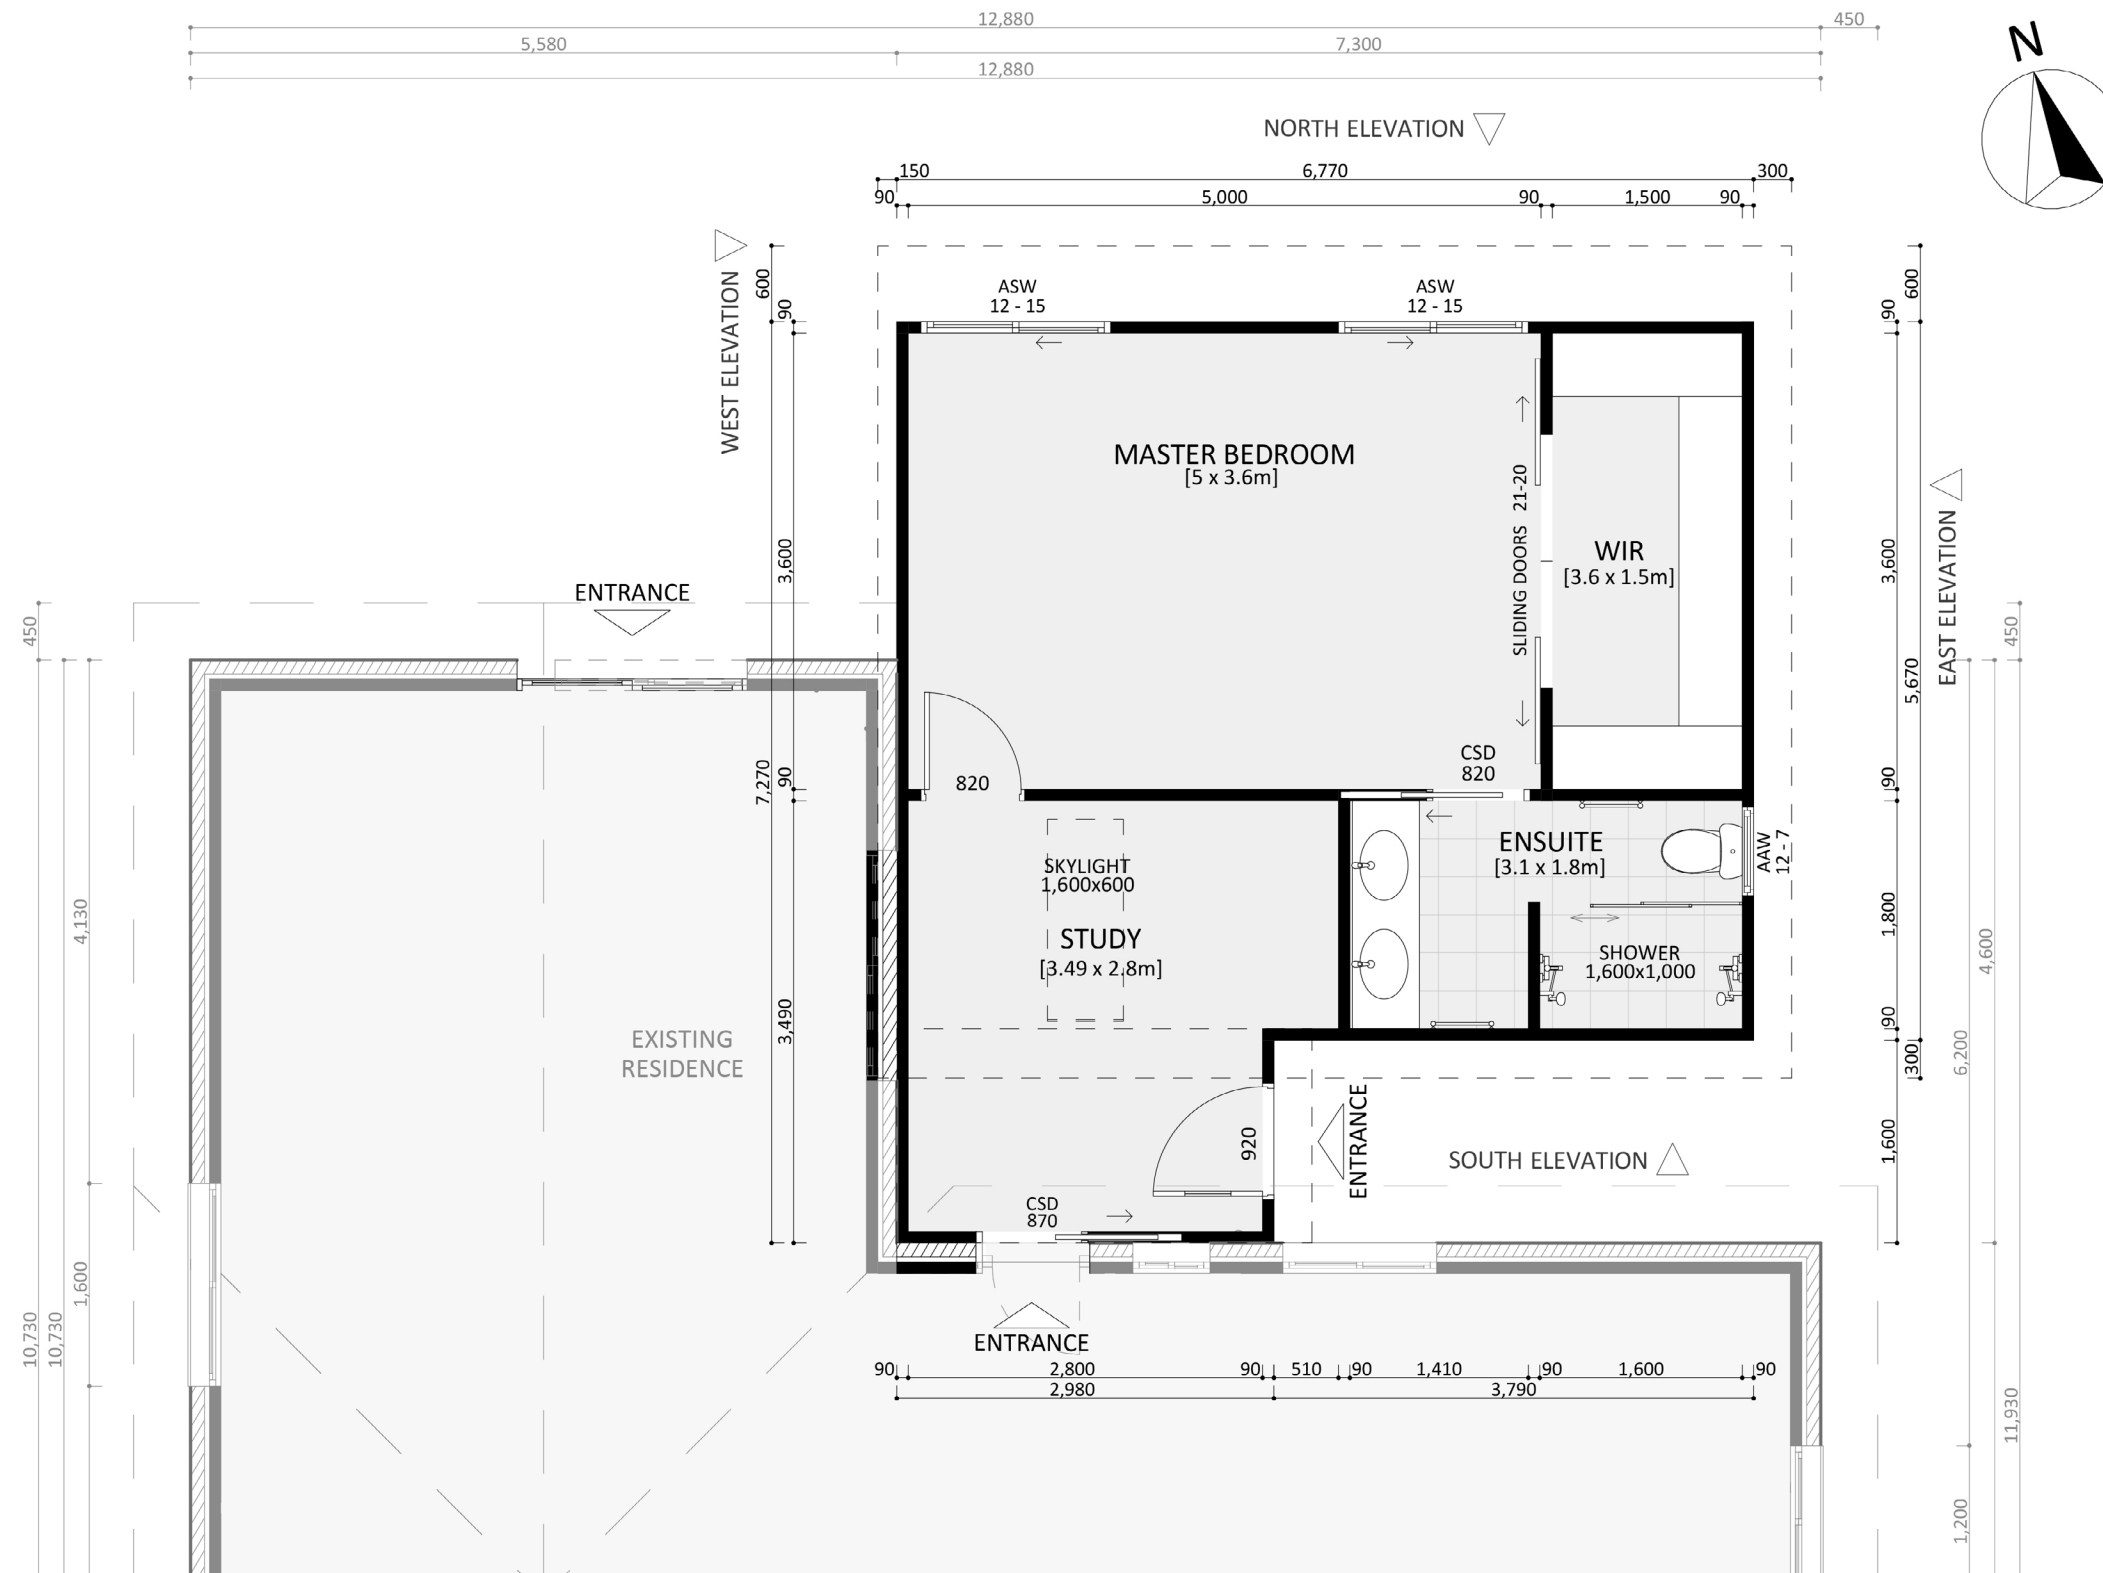 12,880
450
5,580
7,300
12,880
N
NORTH ELEVATION
150
6,770
300
90
5,000
90
1,500
90
WEST ELEVATION
600
90
3,600
7,270
90
3,490
ASW
12 - 15
ASW
12 - 15
MASTER BEDROOM
[5 x 3.6m]
SLIDING DOORS 21-20
WIR
[3.6 x 1.5m]
600
90
3,600
5,670
90
1,800
90
300
1,600
EAST ELEVATION
450
4,600
6,200
11,930
1,200
ENTRANCE
450
4,130
1,600
10,730
10,730
820
CSD
820
SKYLIGHT
1,600x600
STUDY
[3.49 x 2.8m]
ENSUITE
[3.1 x 1.8m]
AAW
12 - 7
SHOWER
1,600x1,000
EXISTING
RESIDENCE
920
ENTRANCE
SOUTH ELEVATION
CSD
870
ENTRANCE
90
2,800
90
510
90
1,410
90
1,600
90
2,980
3,790